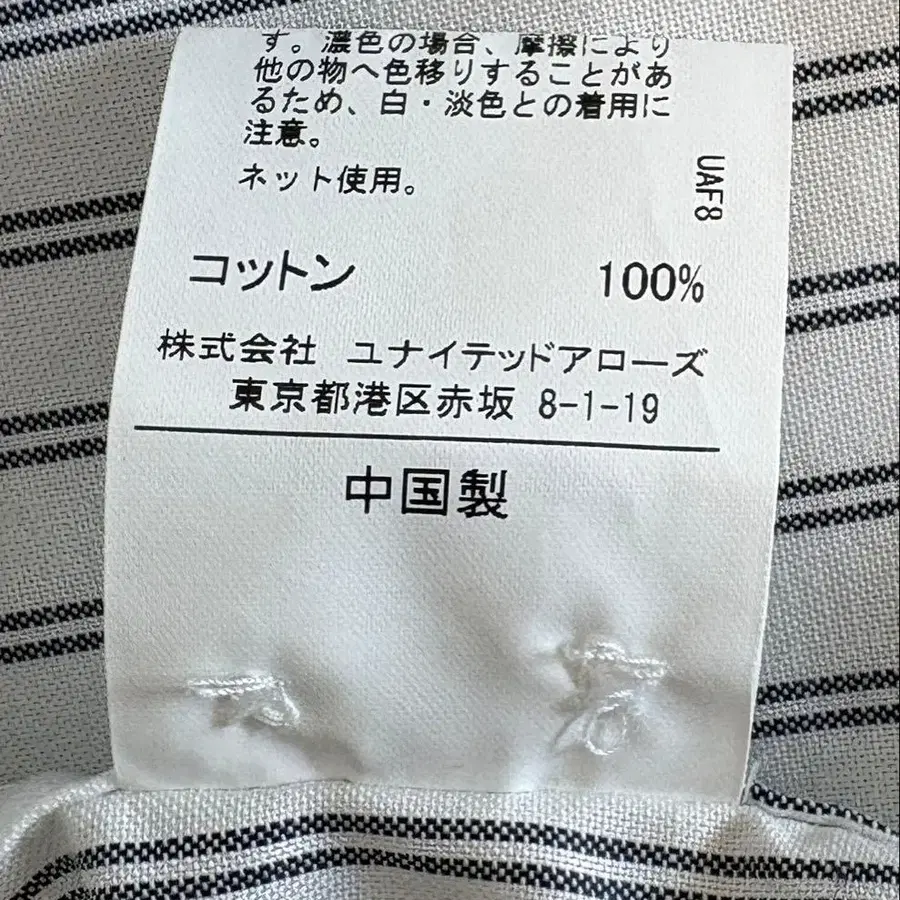 す。濃色の場合、摩擦により
他の物へ色移りすることがあ
るため、白・淡色との着用に
注意。
ネット使用。
UAF8
コットン 100%
株式会社 ユナイテッドアローズ
東京都港区赤坂 8-1-19
中国製